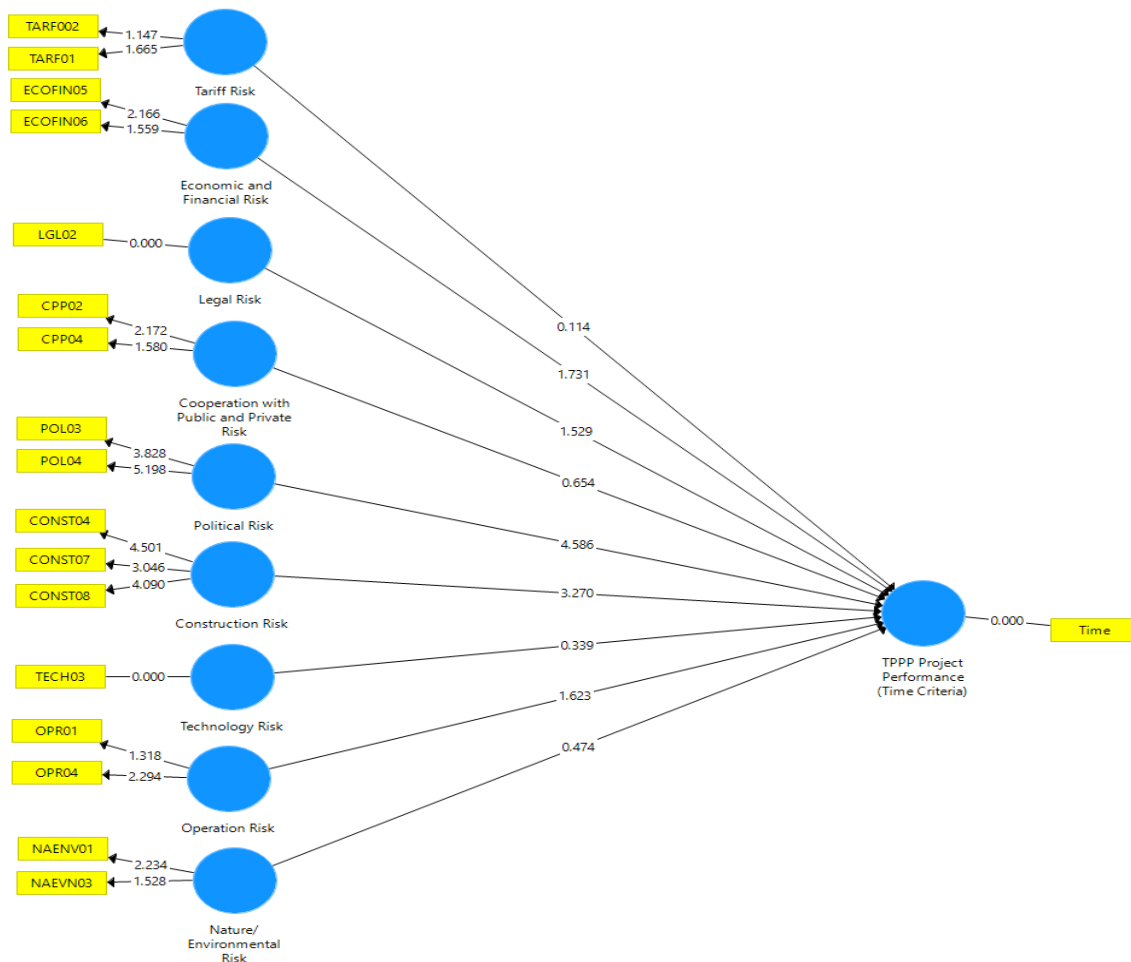 TARF002
1.147
TARF01
1.665
Tariff Risk
ECOFIN05
2.166
ECOFIN06
1.559
Economic and
Financial Risk
LGL02
0.000
Legal Risk
CPP02
2.172
CPP04
1.580
Cooperation with
Public and Private
Risk
POL03
3.828
POL04
5.198
Political Risk
CONST04
4.501
CONST07
3.046
CONST08
4.090
Construction Risk
TECH03
0.000
Technology Risk
OPR01
1.318
OPR04
2.294
Operation Risk
NAENV01
2.234
NAEVN03
1.528
Nature/
Environmental
Risk
0.114
1.731
1.529
0.654
4.586
3.270
0.339
1.623
0.474
TPPP Project
Performance
(Time Criteria)
0.000
Time